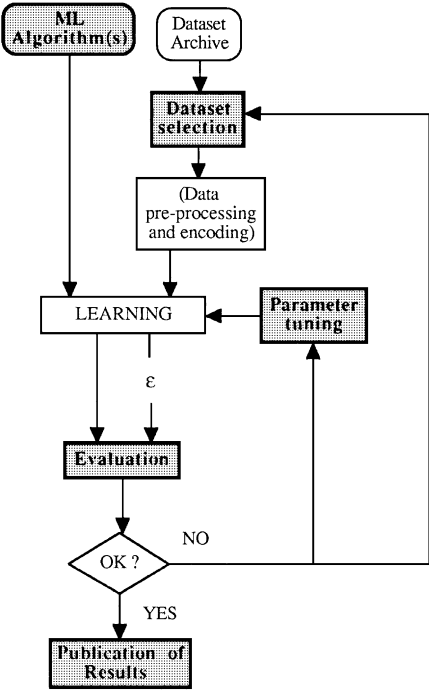 ML
Algorithm(s)
Dataset
Archive
Dataset
selection
(Data
pre-processing
and encoding)
LEARNING
Parameter
tuning
ε
Evaluation
OK ?
NO
YES
Publication of
Results